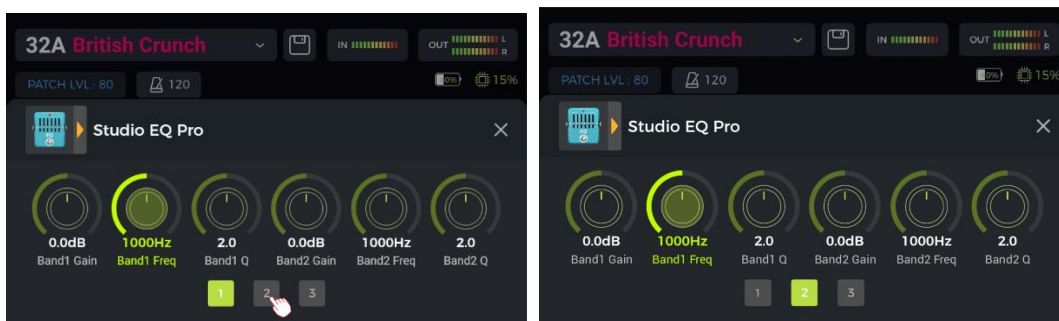 32A British Crunch
IN
OUT
L
R
PATCH LVL : 80
120
0%
15%
Studio EQ Pro
0.0dB 1000Hz 2.0 0.0dB 1000Hz 2.0
Band1 Gain Band1 Freq Band1 Q Band2 Gain Band2 Freq Band2 Q
1 2 3
32A British Crunch
IN
OUT
L
R
PATCH LVL : 80
120
0%
15%
Studio EQ Pro
0.0dB 1000Hz 2.0 0.0dB 1000Hz 2.0
Band1 Gain Band1 Freq Band1 Q Band2 Gain Band2 Freq Band2 Q
1 2 3